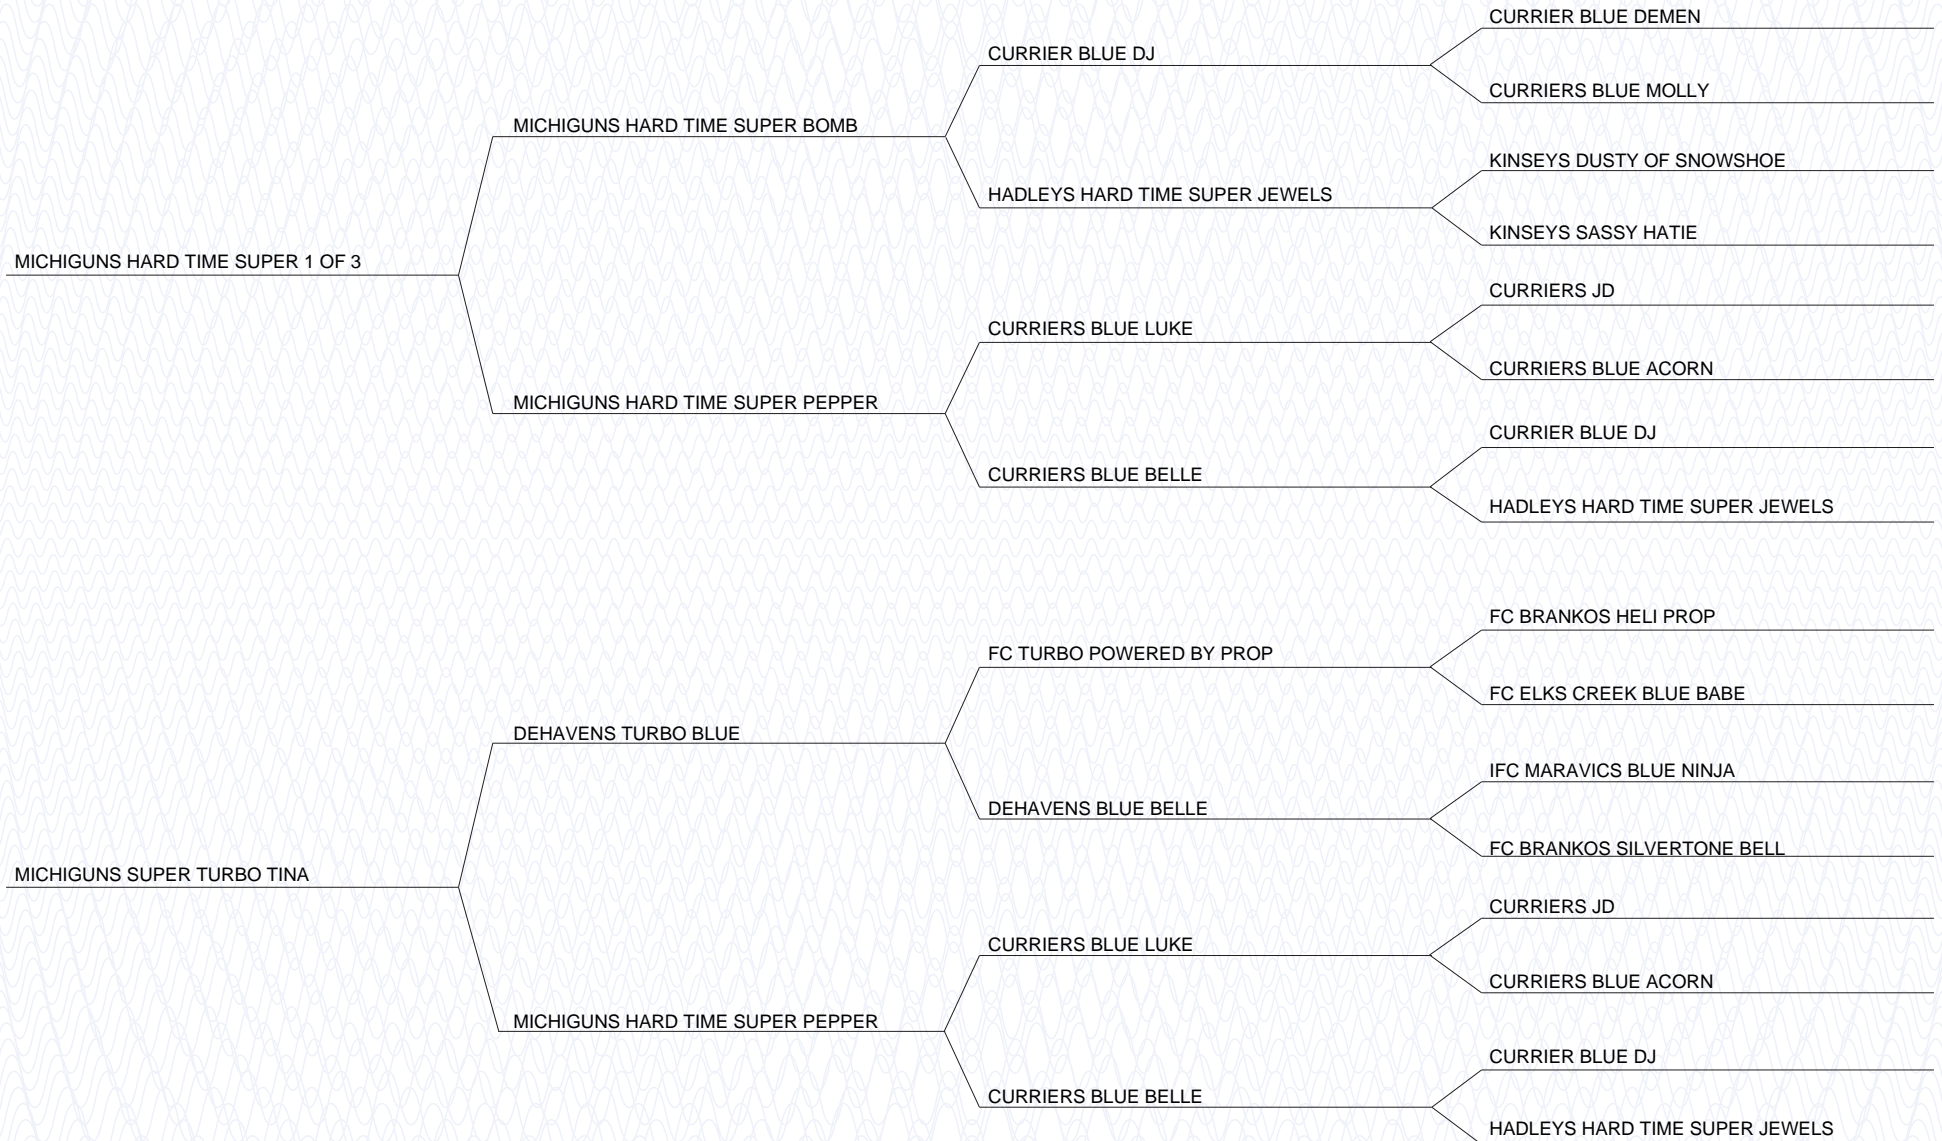 CURRIER BLUE DEMEN
CURRIER BLUE DJ
CURRIERS BLUE MOLLY
MICHIGUNS HARD TIME SUPER BOMB
KINSEYS DUSTY OF SNOWSHOE
HADLEYS HARD TIME SUPER JEWELS
KINSEYS SASSY HATIE
MICHIGUNS HARD TIME SUPER 1 OF 3
CURRIERS JD
CURRIERS BLUE LUKE
CURRIERS BLUE ACORN
MICHIGUNS HARD TIME SUPER PEPPER
CURRIER BLUE DJ
CURRIERS BLUE BELLE
HADLEYS HARD TIME SUPER JEWELS
FC BRANKOS HELI PROP
FC TURBO POWERED BY PROP
FC ELKS CREEK BLUE BABE
DEHAVENS TURBO BLUE
IFC MARAVICS BLUE NINJA
DEHAVENS BLUE BELLE
FC BRANKOS SILVERTONE BELL
MICHIGUNS SUPER TURBO TINA
CURRIERS JD
CURRIERS BLUE LUKE
CURRIERS BLUE ACORN
MICHIGUNS HARD TIME SUPER PEPPER
CURRIER BLUE DJ
CURRIERS BLUE BELLE
HADLEYS HARD TIME SUPER JEWELS